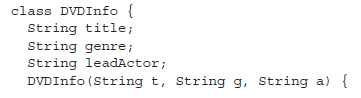 class DVDInfo {
String title;
String genre;
String leadActor;
DVDInfo(String t, String g, String a) {